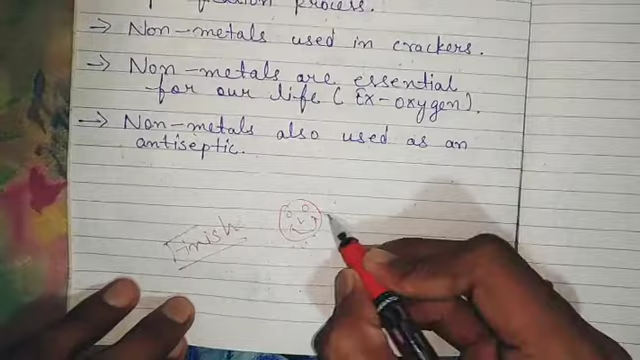 process.
→ Non-metals used in crackers.
→ Non-metals are essential
for our life (Ex-oxygen).
→ Non-metals also used as an
antiseptic.
Finish